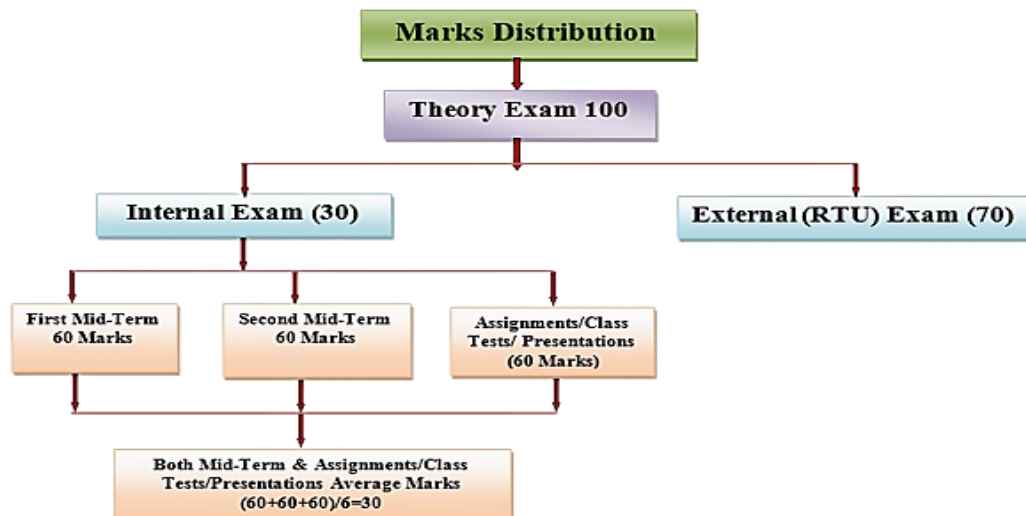 Marks Distribution
Theory Exam 100
Internal Exam (30)
External (RTU) Exam (70)
First Mid-Term
60 Marks
Second Mid-Term
60 Marks
Assignments/Class
Tests/ Presentations
(60 Marks)
Both Mid-Term & Assignments/Class
Tests/Presentations Average Marks
(60+60+60)/6=30